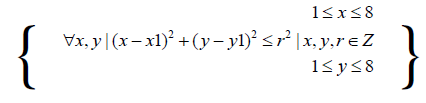 1≤x≤8
{ ∀x, y | (x − x1)² + (y − y1)² ≤ r² | x, y, r ∈ Z }
1≤y≤8